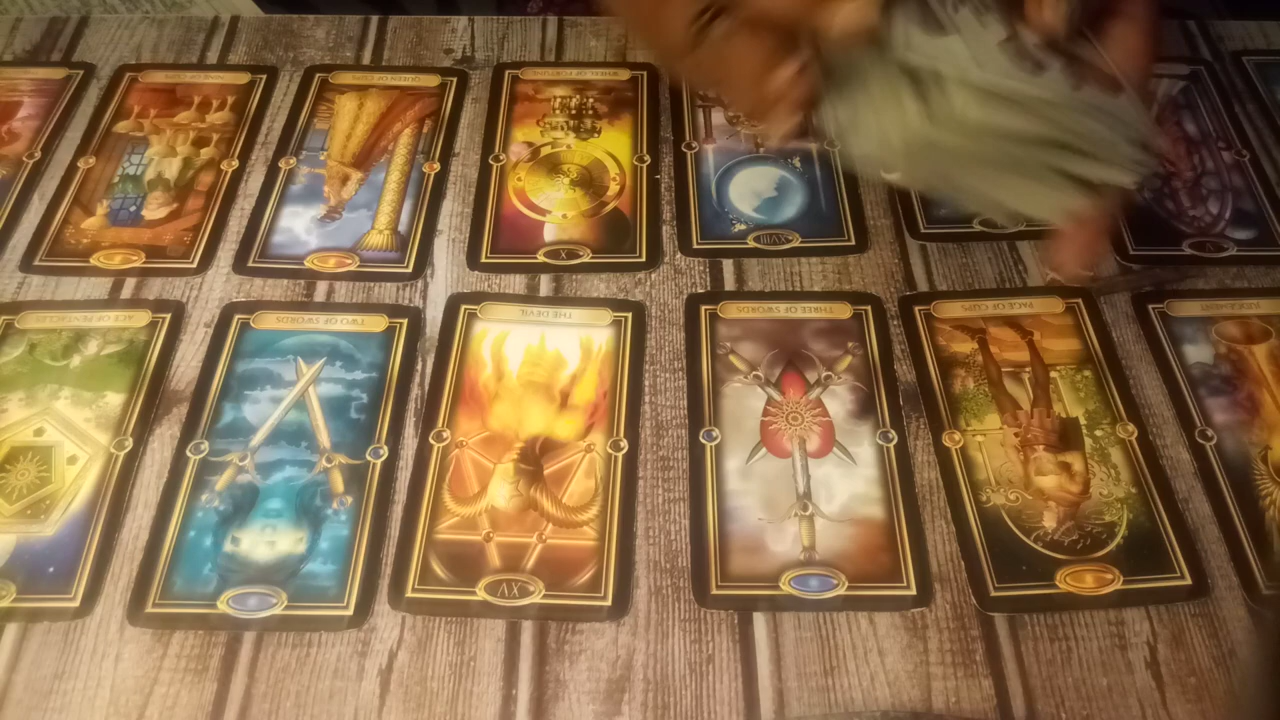 NINE OF CUPS
QUEEN OF CUPS
WHEEL OF FORTUNE
X
XVIII
V
ACE OF PENTACLES
TWO OF SWORDS
THE DEVIL
XV
THREE OF SWORDS
PAGE OF CUPS
JUDGEMENT